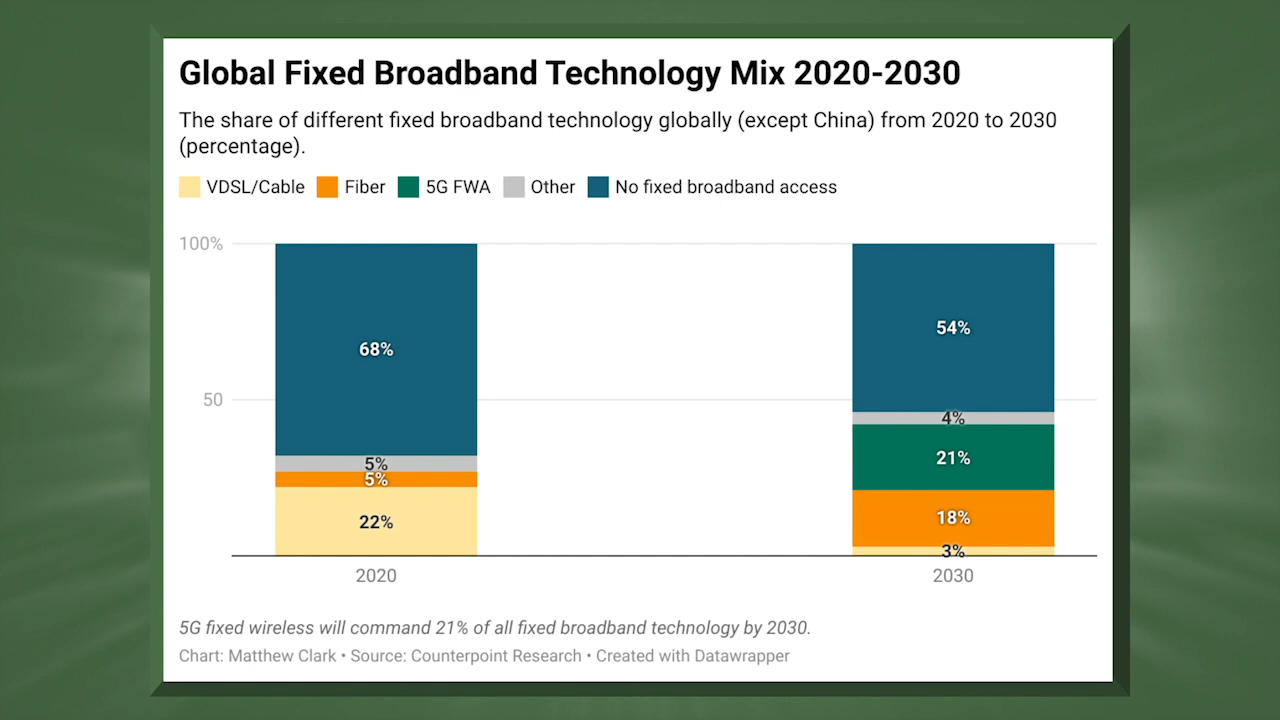 Global Fixed Broadband Technology Mix 2020-2030
The share of different fixed broadband technology globally (except China) from 2020 to 2030
(percentage).
VDSL/Cable Fiber 5G FWA Other No fixed broadband access
100%
68%
54%
50
4%
5%
21%
5%
18%
22%
3%
2020 2030
5G fixed wireless will command 21% of all fixed broadband technology by 2030.
Chart: Matthew Clark • Source: Counterpoint Research • Created with Datawrapper